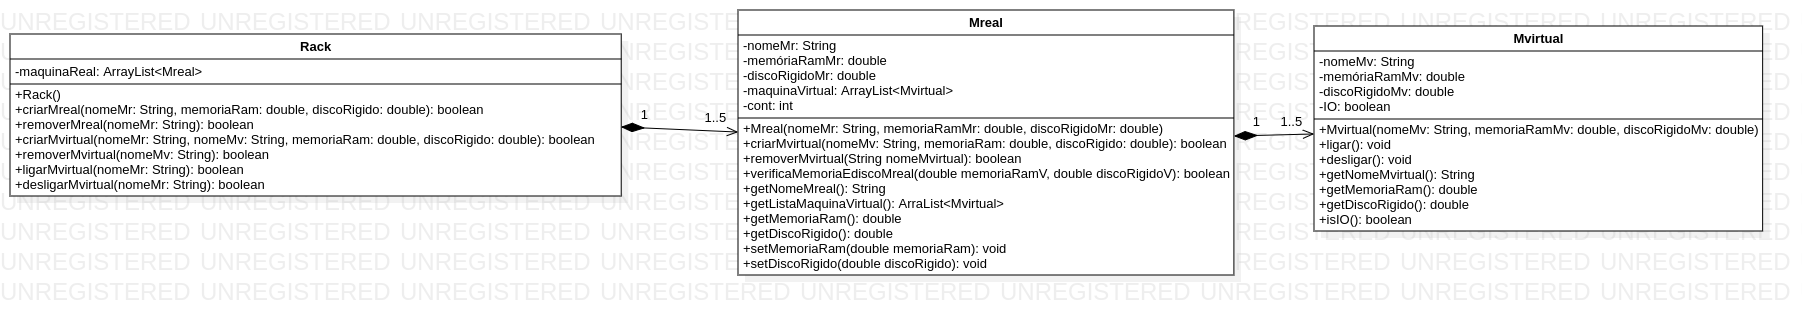 Rack
-maquinaReal: ArrayList<Mreal>
+Rack()
+criarMreal(nomeMr: String, memoriaRam: double, discoRigido: double): boolean
+removerMreal(nomeMr: String): boolean
+criarMvirtual(nomeMr: String, nomeMv: String, memoriaRam: double, discoRigido: double): boolean
+removerMvirtual(nomeMv: String): boolean
+ligarMvirtual(nomeMr: String): boolean
+desligarMvirtual(nomeMr: String): boolean
1
1..5
Mreal
-nomeMr: String
-memóriaRamMr: double
-discoRigidoMr: double
-maquinaVirtual: ArrayList<Mvirtual>
-cont: int
+Mreal(nomeMr: String, memoriaRamMr: double, discoRigidoMr: double)
+criarMvirtual(nomeMv: String, memoriaRam: double, discoRigido: double): boolean
+removerMvirtual(String nomeMvirtual): boolean
+verificaMemoriaEdiscoMreal(double memoriaRamV, double discoRigidoV): boolean
+getNomeMreal(): String
+getListaMaquinaVirtual(): ArraList<Mvirtual>
+getMemoriaRam(): double
+getDiscoRigido(): double
+setMemoriaRam(double memoriaRam): void
+setDiscoRigido(double discoRigido): void
1
1..5
Mvirtual
-nomeMv: String
-memóriaRamMv: double
-discoRigidoMv: double
-IO: boolean
+Mvirtual(nomeMv: String, memoriaRamMv: double, discoRigidoMv: double)
+ligar(): void
+desligar(): void
+getNomeMvirtual(): String
+getMemoriaRam(): double
+getDiscoRigido(): double
+isIO(): boolean
UNREGISTERED UNREGISTERED UNREGISTERED UNREGISTERED UNREGISTERED UNREGISTERED UNREGISTERED UNREGISTERED UNREGISTERED